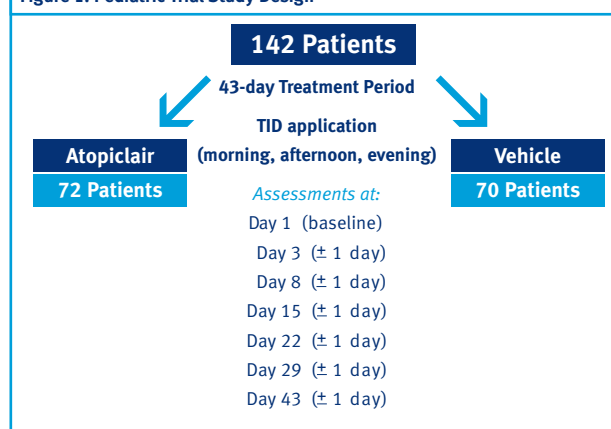 142 Patients
43-day Treatment Period
TID application
(morning, afternoon, evening)
Atopiclair
72 Patients
Vehicle
70 Patients
Assessments at:
Day 1 (baseline)
Day 3 (± 1 day)
Day 8 (± 1 day)
Day 15 (± 1 day)
Day 22 (± 1 day)
Day 29 (± 1 day)
Day 43 (± 1 day)